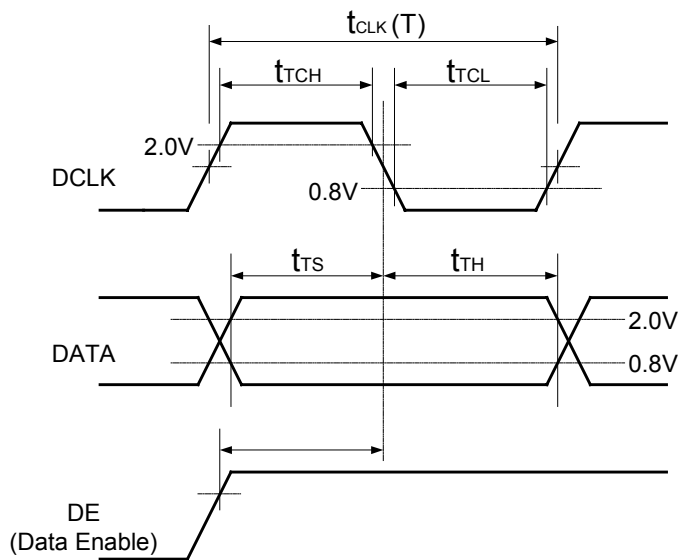 tCLK (T)
tTCH
tTCL
2.0V
DCLK
0.8V
tTS
tTH
2.0V
DATA
0.8V
DE
(Data Enable)